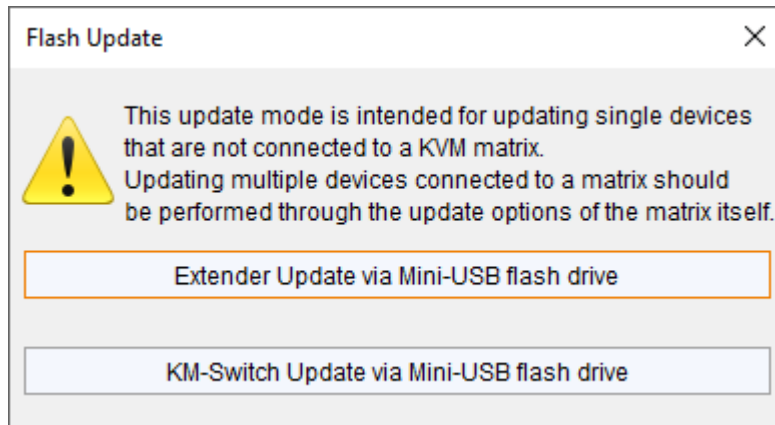 Flash Update
This update mode is intended for updating single devices
that are not connected to a KVM matrix.
Updating multiple devices connected to a matrix should
be performed through the update options of the matrix itself.
Extender Update via Mini-USB flash drive
KM-Switch Update via Mini-USB flash drive